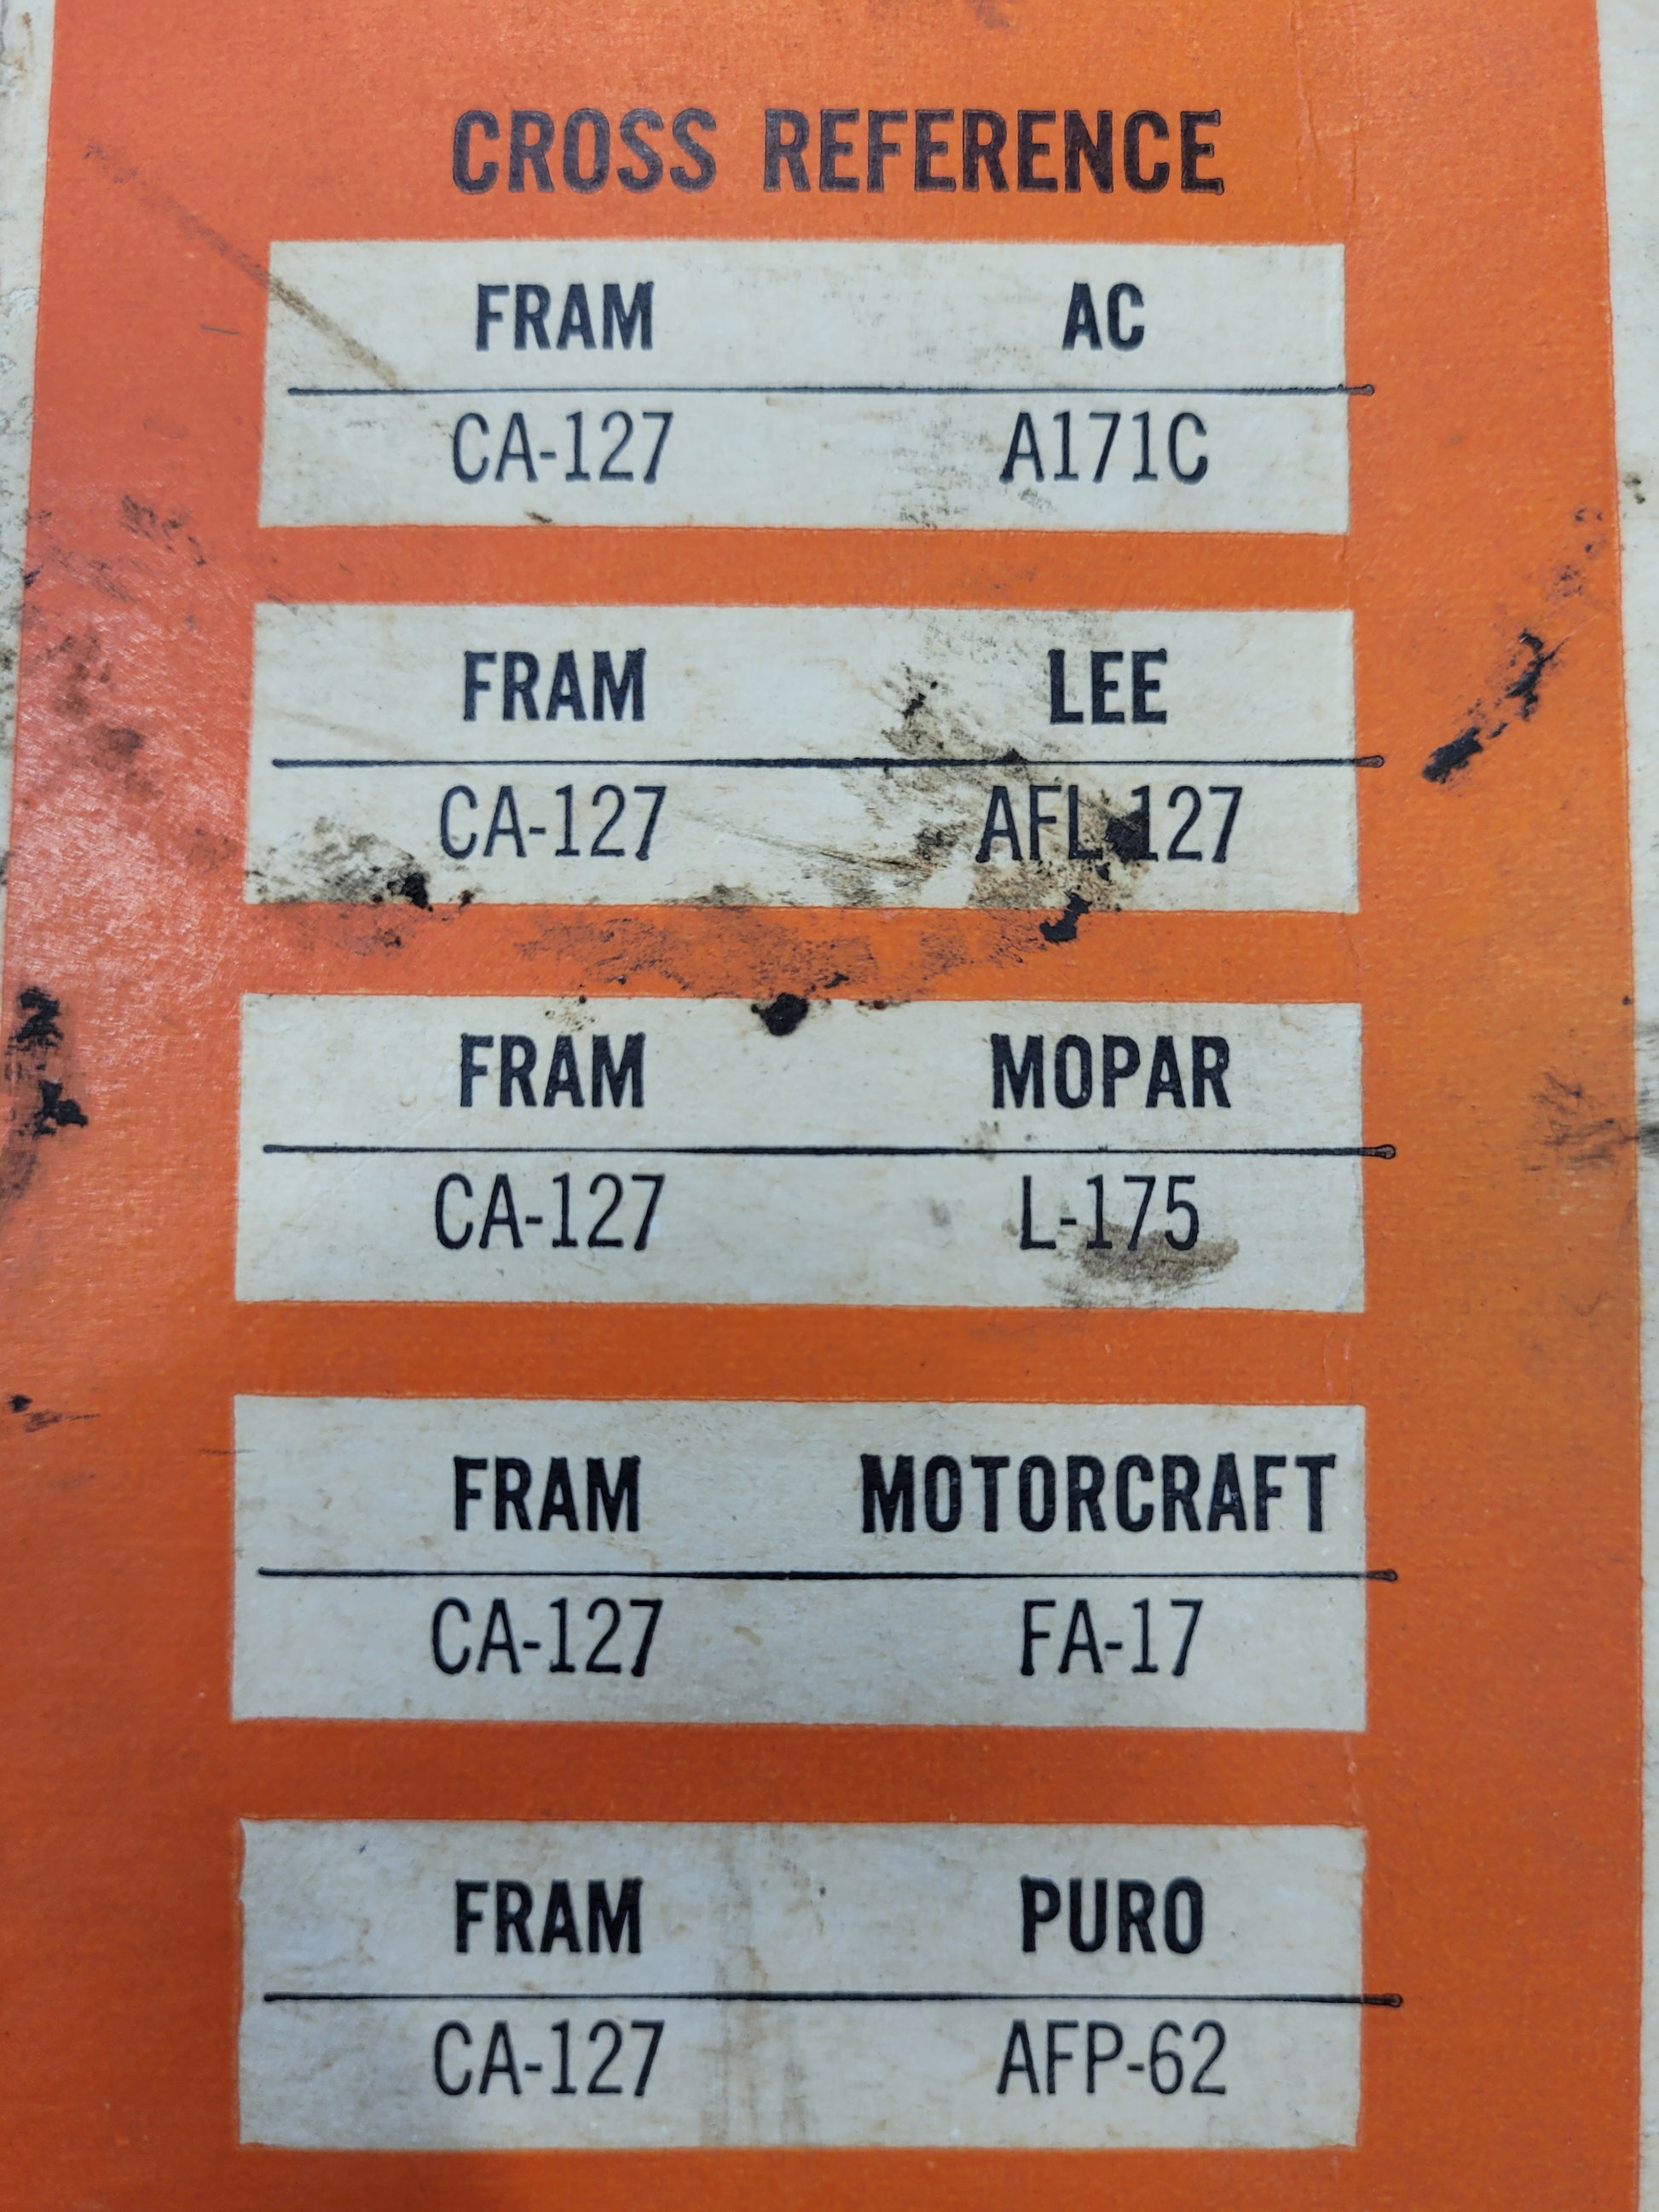 CROSS REFERENCE
FRAM AC
CA-127 A171C
FRAM LEE
CA-127 AFL-127
FRAM MOPAR
CA-127 L-175
FRAM MOTORCRAFT
CA-127 FA-17
FRAM PURO
CA-127 AFP-62